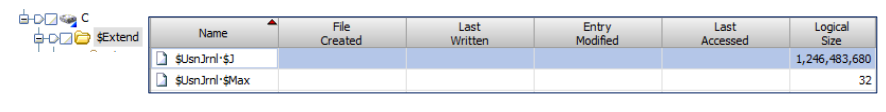 C
$Extend
Name File Created Last Written Entry Modified Last Accessed Logical Size
$UsnJrnl·$J 1,246,483,680
$UsnJrnl·$Max 32